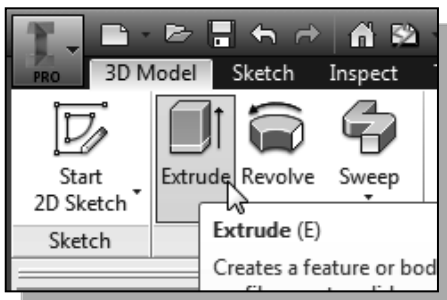 PRO
3D Model Sketch Inspect
Start
2D Sketch
Extrude Revolve Sweep
Sketch
Extrude (E)
Creates a feature or bod